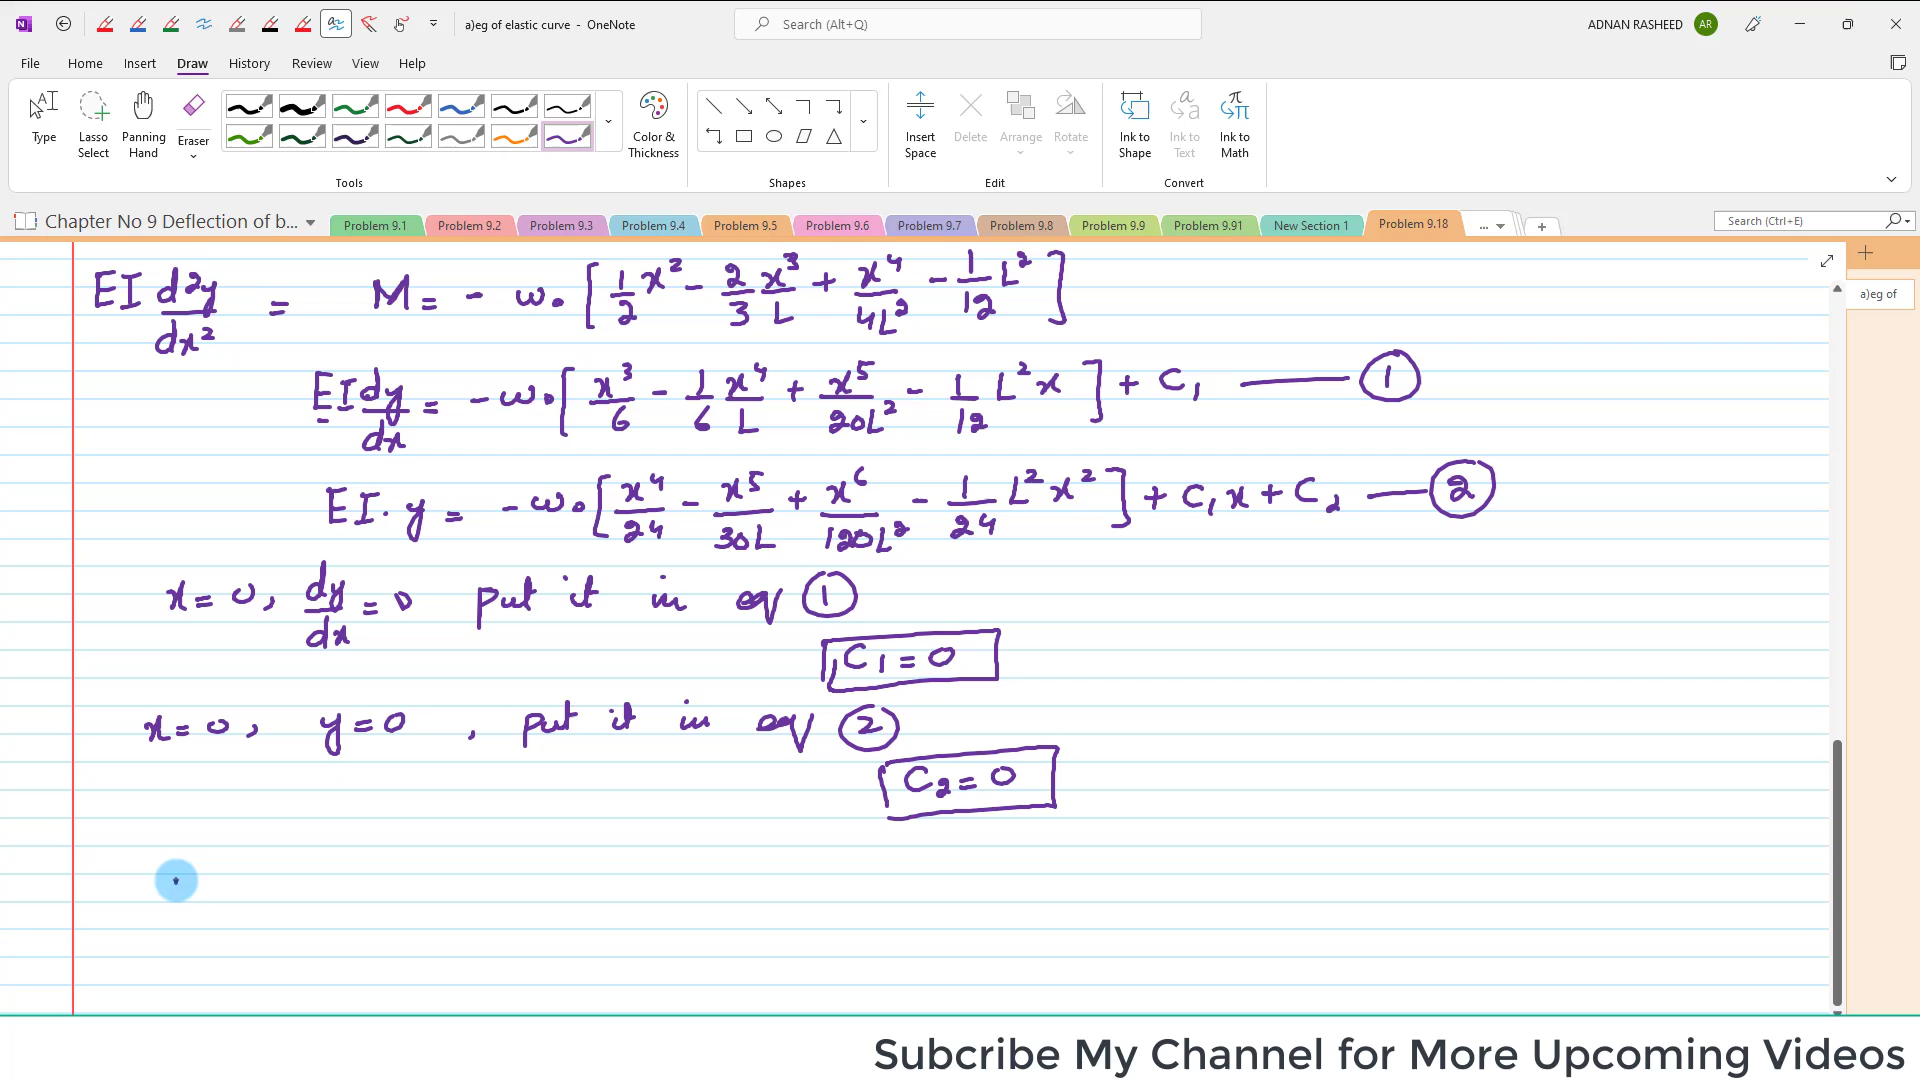 a)eg of elastic curve - OneNote
Search (Alt+Q)
ADNAN RASHEED AR
File Home Insert Draw History Review View Help
Type
Lasso Select
Panning Hand
Eraser
Color & Thickness
Insert Space
Delete
Arrange
Rotate
Ink to Shape
Ink to Text
Ink to Math
Tools Shapes Edit Convert
Chapter No 9 Deflection of b...
Problem 9.1 Problem 9.2 Problem 9.3 Problem 9.4 Problem 9.5 Problem 9.6 Problem 9.7 Problem 9.8 Problem 9.9 Problem 9.91 New Section 1 Problem 9.18 ...
Search (Ctrl+E)
a)eg of
EI d2y/dx² = M = - w₀ [1/2 x² - 2/3 x³/L + x⁴/4L² - 1/12 L²]
EI dy/dx = - w₀ [x³/6 - 1/6 x⁴/L + x⁵/20L² - 1/12 L² x] + C₁ —— ①
EI. y = - w₀ [x⁴/24 - x⁵/30L + x⁶/120L² - 1/24 L² x²] + C₁x + C₂ —— ②
x = 0, dy/dx = 0 put it in eq ①
C₁ = 0
x = 0, y = 0 , put it in eq ②
C₂ = 0
Subcribe My Channel for More Upcoming Videos